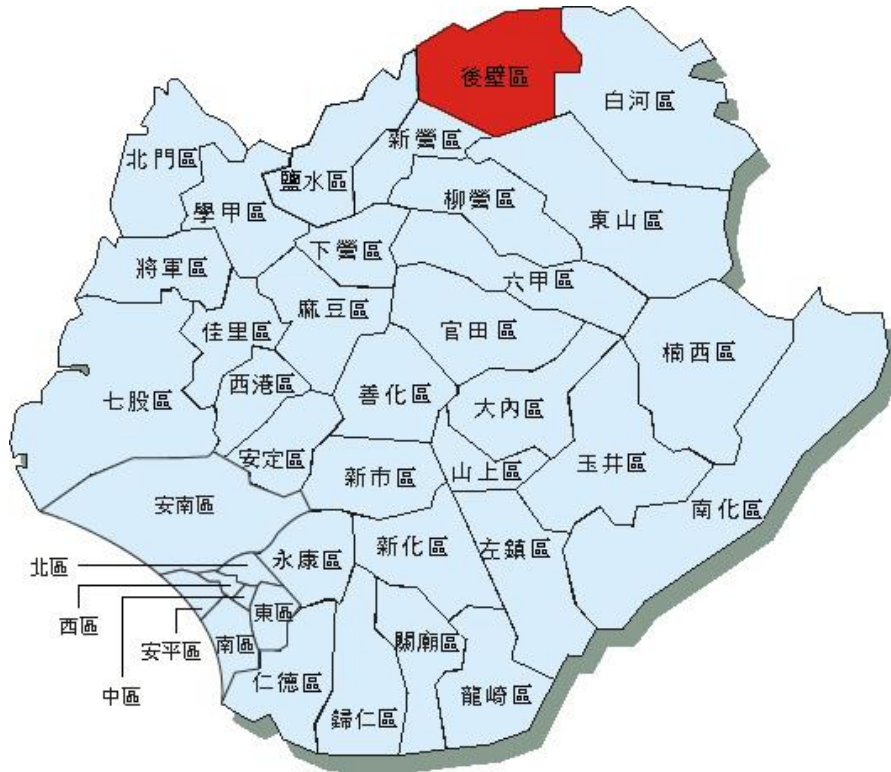 後壁區
白河區
新營區
北門區
鹽水區
柳營區
學甲區
東山區
下營區
將軍區
六甲區
麻豆區
官田區
佳里區
楠西區
西港區
善化區
七股區
大內區
安定區
玉井區
新市區
山上區
安南區
南化區
永康區
新化區
左鎮區
北區
東區
西區
安平區
南區
關廟區
仁德區
龍崎區
中區
歸仁區